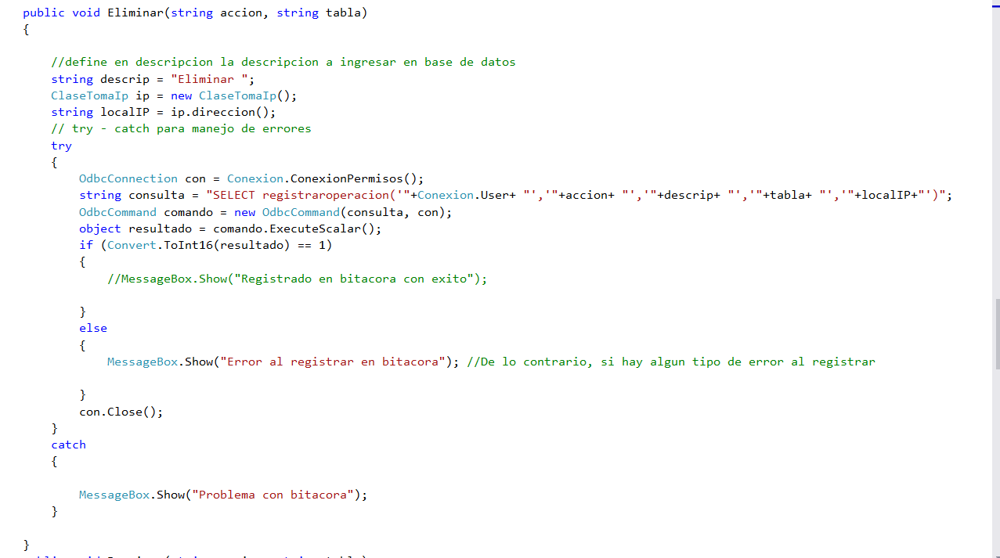 public void Eliminar(string accion, string tabla)
{
//define en descripcion la descripcion a ingresar en base de datos
string descrip = "Eliminar ";
ClaseTomaIp ip = new ClaseTomaIp();
string localIP = ip.direccion();
// try - catch para manejo de errores
try
{
OdbcConnection con = Conexion.ConexionPermisos();
string consulta = "SELECT registraroperacion('"+Conexion.User+ "','"+accion+ "','"+descrip+ "','"+tabla+ "','"+localIP+"')";
OdbcCommand comando = new OdbcCommand(consulta, con);
object resultado = comando.ExecuteScalar();
if (Convert.ToInt16(resultado) == 1)
{
//MessageBox.Show("Registrado en bitacora con exito");
}
else
{
MessageBox.Show("Error al registrar en bitacora"); //De lo contrario, si hay algun tipo de error al registrar
}
con.Close();
}
catch
{
MessageBox.Show("Problema con bitacora");
}
}